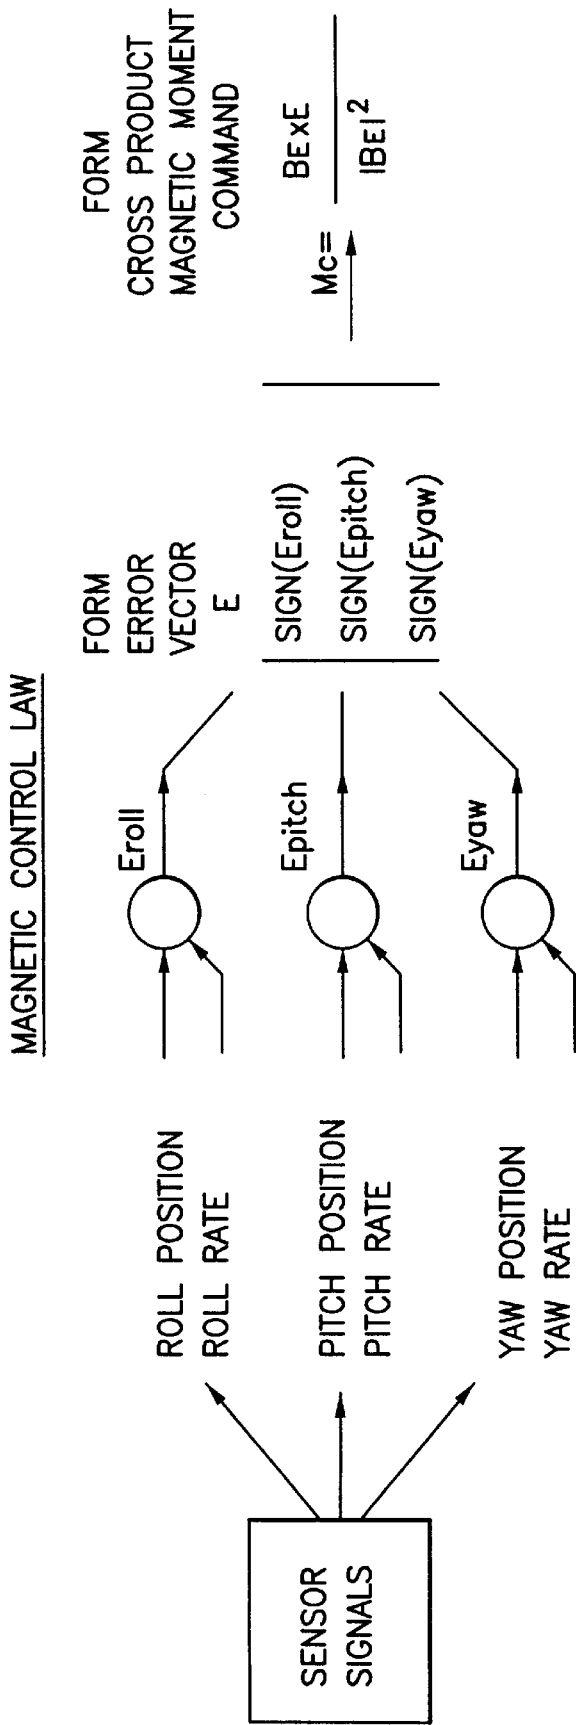 MAGNETIC CONTROL LAW
SENSOR
SIGNALS
ROLL POSITION
ROLL RATE
PITCH POSITION
PITCH RATE
YAW POSITION
YAW RATE
Eroll
Epitch
Eyaw
FORM
ERROR
VECTOR
E
SIGN(Eroll)
SIGN(Epitch)
SIGN(Eyaw)
FORM
CROSS PRODUCT
MAGNETIC MOMENT
COMMAND
Mc=
BExE
|BE|²